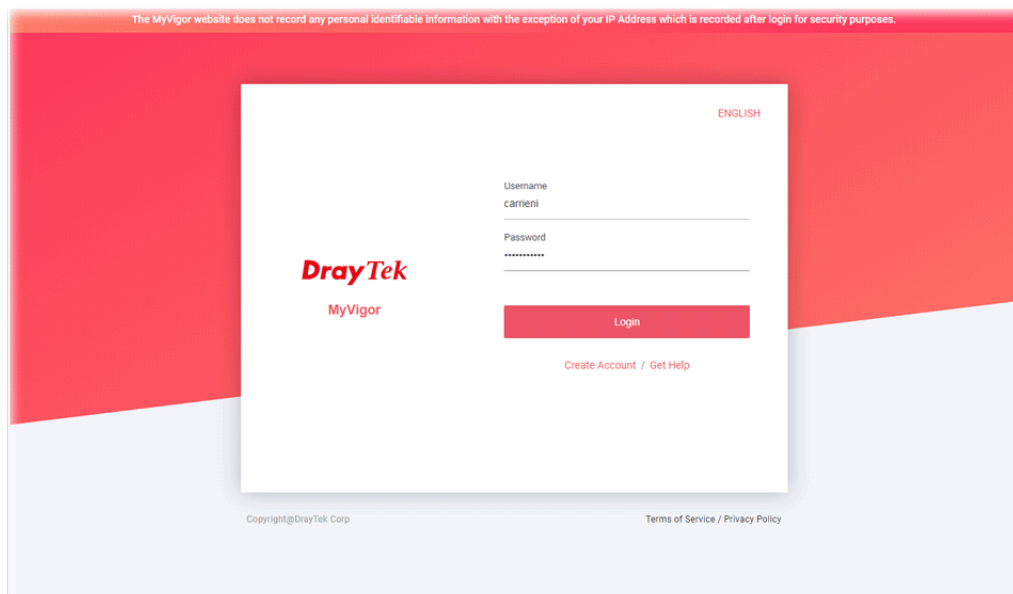 The MyVigor website does not record any personal identifiable information with the exception of your IP Address which is recorded after login for security purposes.
ENGLISH
Username
carrieni
Password
•••••••••••
DrayTek
MyVigor
Login
Create Account / Get Help
Copyright@DrayTek Corp
Terms of Service / Privacy Policy